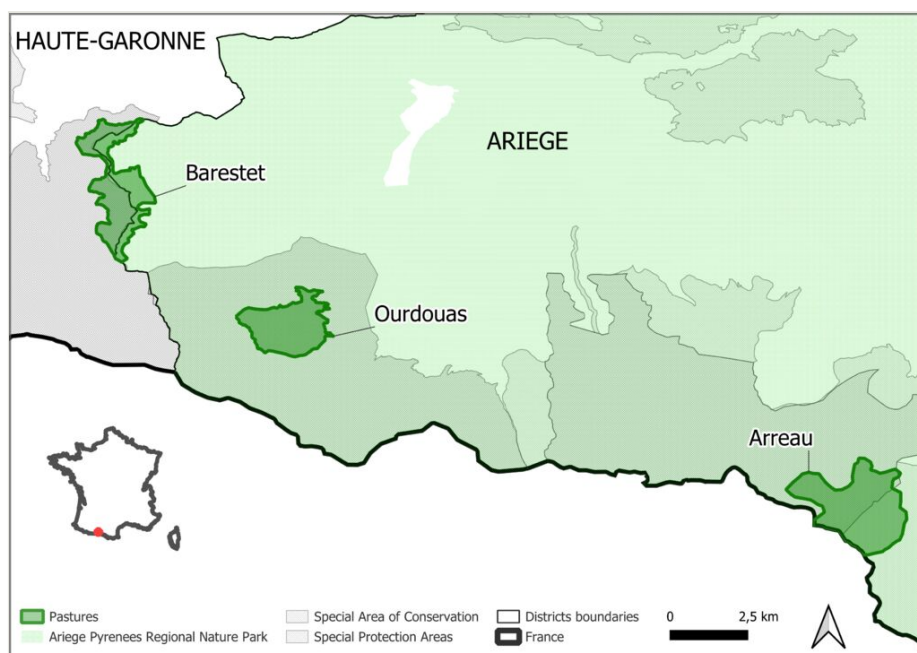 HAUTE-GARONNE
ARIEGE
Barestet
Ourdouas
Arreau
Pastures
Ariege Pyrenees Regional Nature Park
Special Area of Conservation
Special Protection Areas
Districts boundaries
France
0 2,5 km